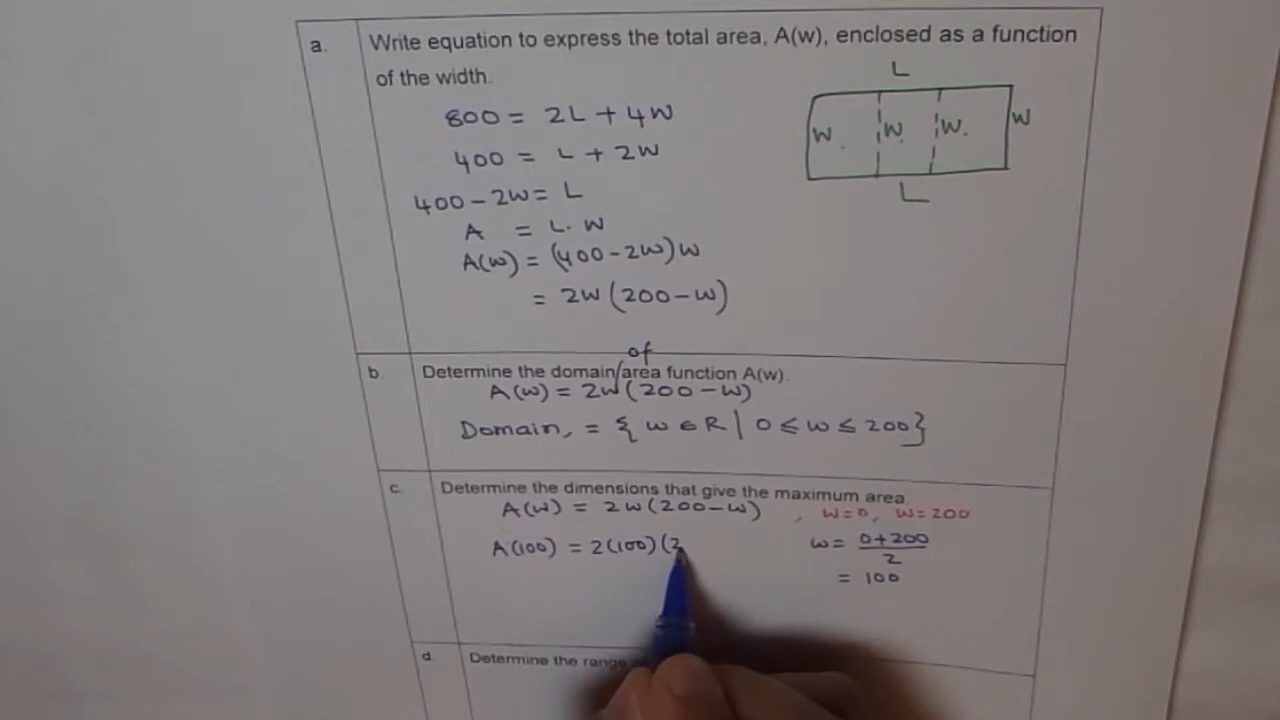 a. Write equation to express the total area, A(w), enclosed as a function
of the width.
L
800 = 2L + 4W
W. W. W. W
400 = L + 2W
400 - 2W = L
L
A = L. W
A(W) = (400 - 2W)W
= 2W(200 - W)
of
b. Determine the domain/area function A(w).
A(W) = 2W(200 - W)
Domain, = { W ∈ R | 0 ≤ W ≤ 200 }
c. Determine the dimensions that give the maximum area
A(W) = 2W(200 - W) , W=0, W=200
A(100) = 2(100)(2
W = 0+200
2
= 100
d. Determine the range